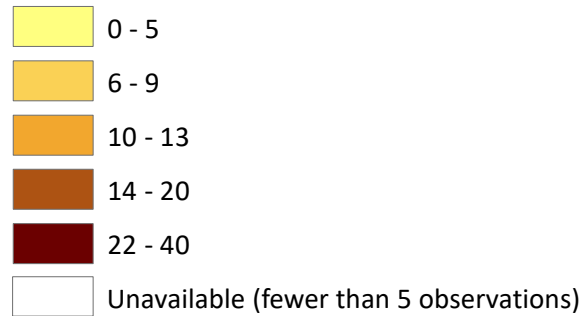 0 - 5
6 - 9
10 - 13
14 - 20
22 - 40
Unavailable (fewer than 5 observations)